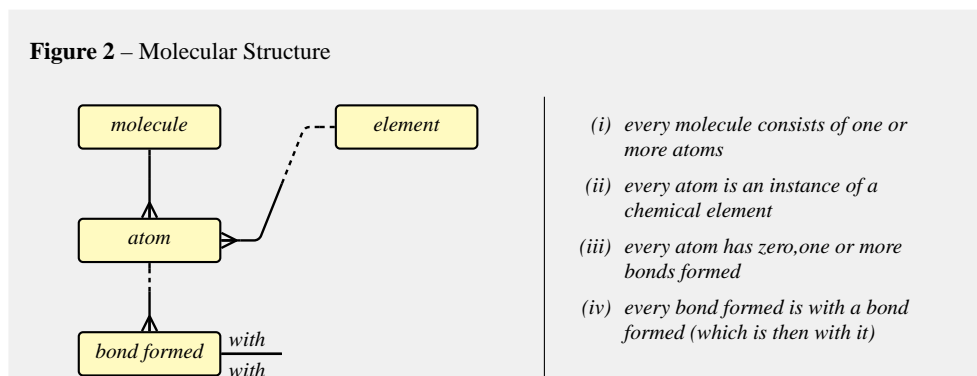 Figure 2 – Molecular Structure
molecule
element
atom
bond formed
with
with
(i) every molecule consists of one or
more atoms
(ii) every atom is an instance of a
chemical element
(iii) every atom has zero,one or more
bonds formed
(iv) every bond formed is with a bond
formed (which is then with it)